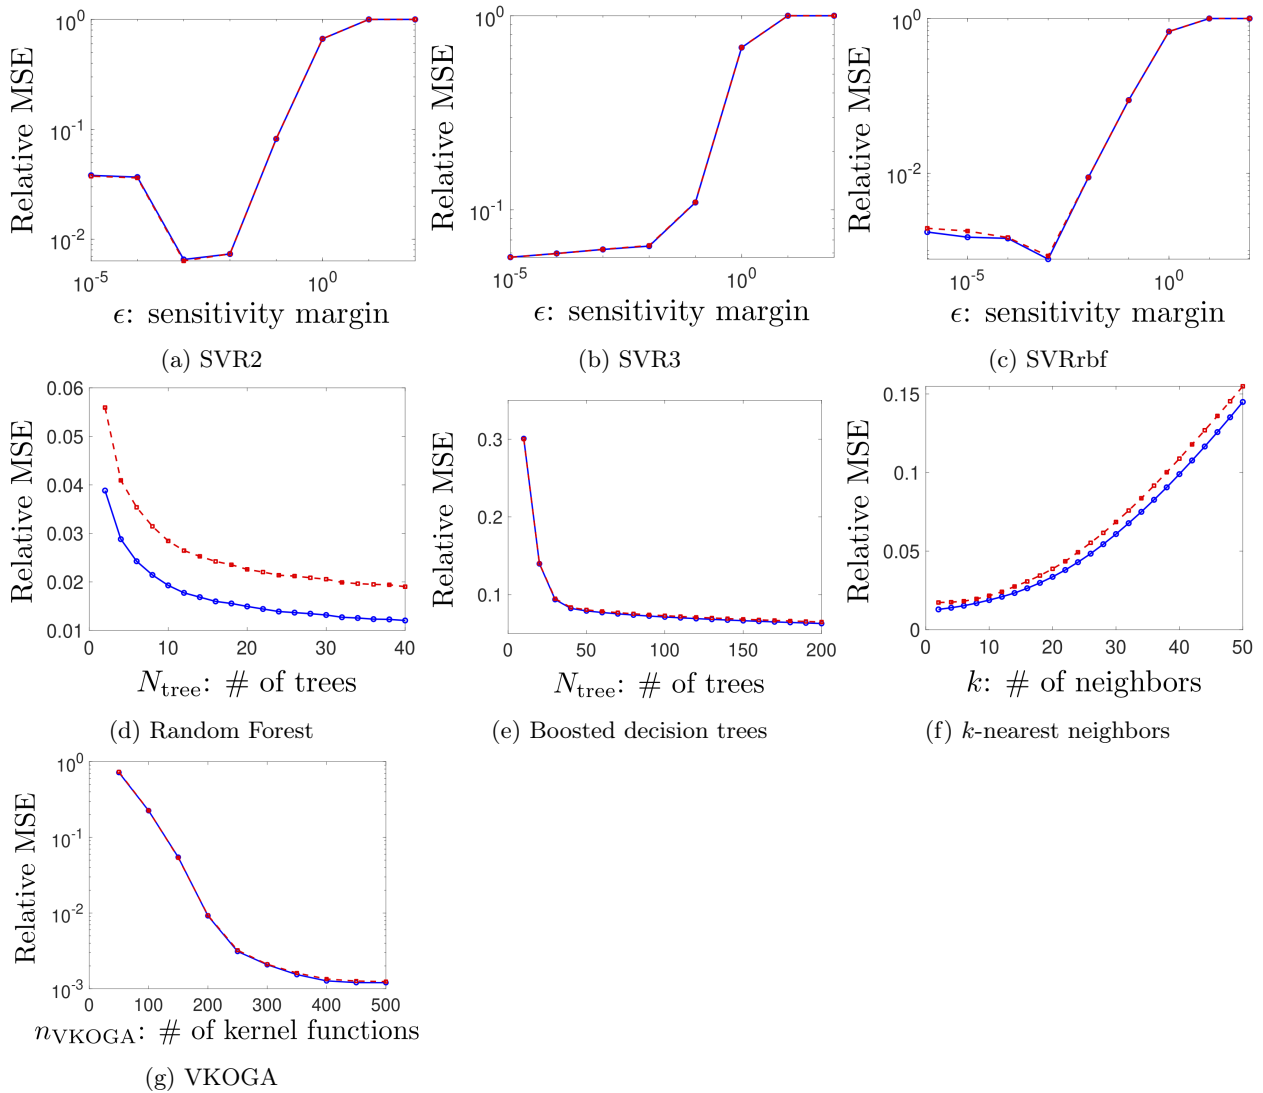 Relative MSE
10^0
10^-1
10^-2
10^-5
10^0
ϵ: sensitivity margin
(a) SVR2
Relative MSE
10^0
10^-1
10^-5
10^0
ϵ: sensitivity margin
(b) SVR3
Relative MSE
10^0
10^-2
10^-5
10^0
ϵ: sensitivity margin
(c) SVRrbf
Relative MSE
0.06
0.05
0.04
0.03
0.02
0.01
0 10 20 30 40
N_tree: # of trees
(d) Random Forest
Relative MSE
0.3
0.2
0.1
0 50 100 150 200
N_tree: # of trees
(e) Boosted decision trees
Relative MSE
0.15
0.1
0.05
0
0 10 20 30 40 50
k: # of neighbors
(f) k-nearest neighbors
Relative MSE
10^0
10^-1
10^-2
10^-3
0 100 200 300 400 500
n_VKOGA: # of kernel functions
(g) VKOGA